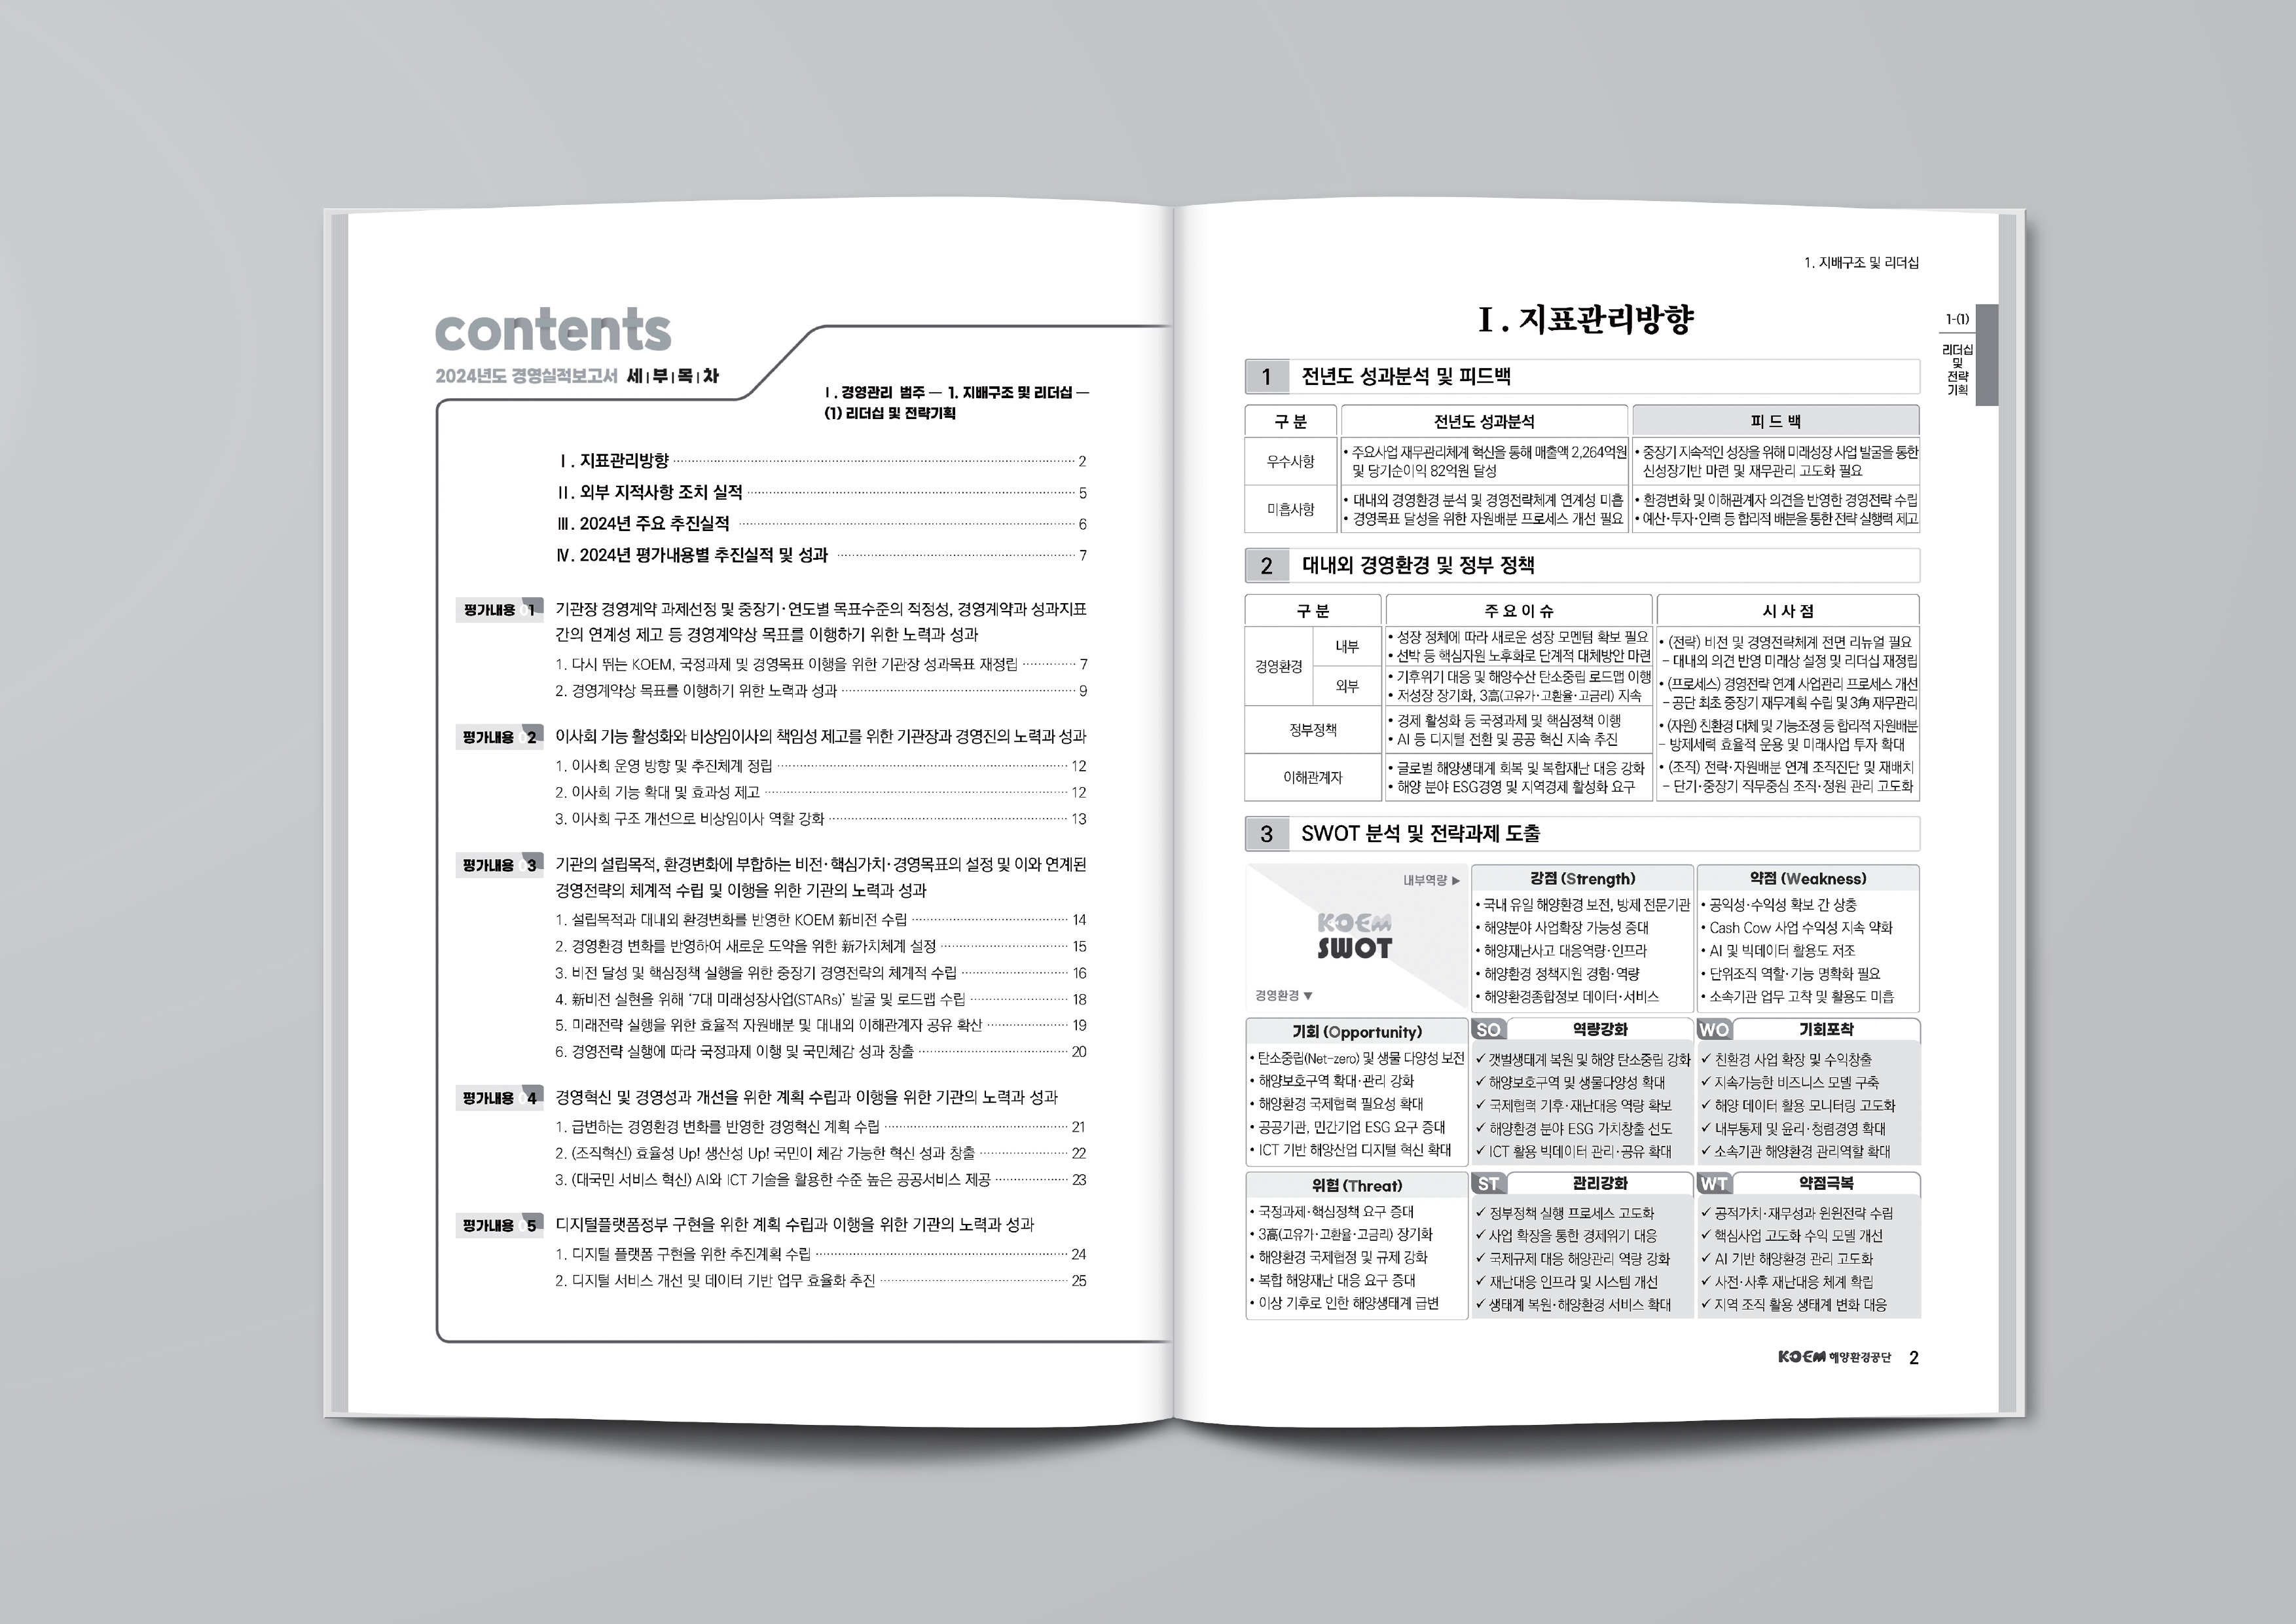 contents
2024년도 경영실적보고서 세|부|목|차
Ⅰ. 경영관리 범주 — 1. 지배구조 및 리더십 —
(1) 리더십 및 전략기획
Ⅰ. 지표관리방향 2
Ⅱ. 외부 지적사항 조치 실적 5
Ⅲ. 2024년 주요 추진실적 6
Ⅳ. 2024년 평가내용별 추진실적 및 성과 7
평가내용 01 기관장 경영계약 과제선정 및 중장기·연도별 목표수준의 적정성, 경영계약과 성과지표
간의 연계성 제고 등 경영계약상 목표를 이행하기 위한 노력과 성과
1. 다시 뛰는 KOEM, 국정과제 및 경영목표 이행을 위한 기관장 성과목표 재정립 7
2. 경영계약상 목표를 이행하기 위한 노력과 성과 9
평가내용 02 이사회 기능 활성화와 비상임이사의 책임성 제고를 위한 기관장과 경영진의 노력과 성과
1. 이사회 운영 방향 및 추진체계 정립 12
2. 이사회 기능 확대 및 효과성 제고 12
3. 이사회 구조 개선으로 비상임이사 역할 강화 13
평가내용 03 기관의 설립목적, 환경변화에 부합하는 비전·핵심가치·경영목표의 설정 및 이와 연계된
경영전략의 체계적 수립 및 이행을 위한 기관의 노력과 성과
1. 설립목적과 대내외 환경변화를 반영한 KOEM 新비전 수립 14
2. 경영환경 변화를 반영하여 새로운 도약을 위한 新가치체계 설정 15
3. 비전 달성 및 핵심정책 실행을 위한 중장기 경영전략의 체계적 수립 16
4. 新비전 실현을 위해 '7대 미래성장사업(STARs)' 발굴 및 로드맵 수립 18
5. 미래전략 실행을 위한 효율적 자원배분 및 대내외 이해관계자 공유 확산 19
6. 경영전략 실행에 따라 국정과제 이행 및 국민체감 성과 창출 20
평가내용 04 경영혁신 및 경영성과 개선을 위한 계획 수립과 이행을 위한 기관의 노력과 성과
1. 급변하는 경영환경 변화를 반영한 경영혁신 계획 수립 21
2. (조직혁신) 효율성 Up! 생산성 Up! 국민이 체감 가능한 혁신 성과 창출 22
3. (대국민 서비스 혁신) AI와 ICT 기술을 활용한 수준 높은 공공서비스 제공 23
평가내용 05 디지털플랫폼정부 구현을 위한 계획 수립과 이행을 위한 기관의 노력과 성과
1. 디지털 플랫폼 구현을 위한 추진계획 수립 24
2. 디지털 서비스 개선 및 데이터 기반 업무 효율화 추진 25
1. 지배구조 및 리더십
1-(1)
리더십
및
전략
기획
Ⅰ. 지표관리방향
1 전년도 성과분석 및 피드백
구 분 전년도 성과분석 피 드 백
우수사항
• 주요사업 재무관리체계 혁신을 통해 매출액 2,264억원
및 당기순이익 82억원 달성
• 중장기 지속적인 성장을 위해 미래성장 사업 발굴을 통한
신성장기반 마련 및 재무관리 고도화 필요
미흡사항
• 대내외 경영환경 분석 및 경영전략체계 연계성 미흡
• 경영목표 달성을 위한 자원배분 프로세스 개선 필요
• 환경변화 및 이해관계자 의견을 반영한 경영전략 수립
• 예산·투자·인력 등 합리적 배분을 통한 전략 실행력 제고
2 대내외 경영환경 및 정부 정책
구 분 주 요 이 슈 시 사 점
경영환경
내부
• 성장 정체에 따라 새로운 성장 모멘텀 확보 필요
• 선박 등 핵심자원 노후화로 단계적 대체방안 마련
외부
• 기후위기 대응 및 해양수산 탄소중립 로드맵 이행
• 저성장 장기화, 3高(고유가·고환율·고금리) 지속
정부정책
• 경제 활성화 등 국정과제 및 핵심정책 이행
• AI 등 디지털 전환 및 공공 혁신 지속 추진
이해관계자
• 글로벌 해양생태계 회복 및 복합재난 대응 강화
• 해양 분야 ESG경영 및 지역경제 활성화 요구
• (전략) 비전 및 경영전략체계 전면 리뉴얼 필요
– 대내외 의견 반영 미래상 설정 및 리더십 재정립
• (프로세스) 경영전략 연계 사업관리 프로세스 개선
– 공단 최초 중장기 재무계획 수립 및 3角 재무관리
• (자원) 친환경 대체 및 기능조정 등 합리적 자원배분
– 방제세력 효율적 운용 및 미래사업 투자 확대
• (조직) 전략·자원배분 연계 조직진단 및 재배치
– 단기·중장기 직무중심 조직·정원 관리 고도화
3 SWOT 분석 및 전략과제 도출
내부역량 ▶
KOEM
SWOT
경영환경 ▼
강점 (Strength)
• 국내 유일 해양환경 보전, 방제 전문기관
• 해양분야 사업확장 가능성 증대
• 해양재난사고 대응역량·인프라
• 해양환경 정책지원 경험·역량
• 해양환경종합정보 데이터·서비스
약점 (Weakness)
• 공익성·수익성 확보 간 상충
• Cash Cow 사업 수익성 지속 약화
• AI 및 빅데이터 활용도 저조
• 단위조직 역할·기능 명확화 필요
• 소속기관 업무 고착 및 활용도 미흡
기회 (Opportunity)
• 탄소중립(Net-zero) 및 생물 다양성 보전
• 해양보호구역 확대·관리 강화
• 해양환경 국제협력 필요성 확대
• 공공기관, 민간기업 ESG 요구 증대
• ICT 기반 해양산업 디지털 혁신 확대
SO 역량강화
✓ 갯벌생태계 복원 및 해양 탄소중립 강화
✓ 해양보호구역 및 생물다양성 확대
✓ 국제협력 기후·재난대응 역량 확보
✓ 해양환경 분야 ESG 가치창출 선도
✓ ICT 활용 빅데이터 관리·공유 확대
WO 기회포착
✓ 친환경 사업 확장 및 수익창출
✓ 지속가능한 비즈니스 모델 구축
✓ 해양 데이터 활용 모니터링 고도화
✓ 내부통제 및 윤리·청렴경영 확대
✓ 소속기관 해양환경 관리역할 확대
위협 (Threat)
• 국정과제·핵심정책 요구 증대
• 3高(고유가·고환율·고금리) 장기화
• 해양환경 국제협정 및 규제 강화
• 복합 해양재난 대응 요구 증대
• 이상 기후로 인한 해양생태계 급변
ST 관리강화
✓ 정부정책 실행 프로세스 고도화
✓ 사업 확장을 통한 경제위기 대응
✓ 국제규제 대응 해양관리 역량 강화
✓ 재난대응 인프라 및 시스템 개선
✓ 생태계 복원·해양환경 서비스 확대
WT 약점극복
✓ 공적가치·재무성과 윈윈전략 수립
✓ 핵심사업 고도화 수익 모델 개선
✓ AI 기반 해양환경 관리 고도화
✓ 사전·사후 재난대응 체계 확립
✓ 지역 조직 활용 생태계 변화 대응
KOEM 해양환경공단 2